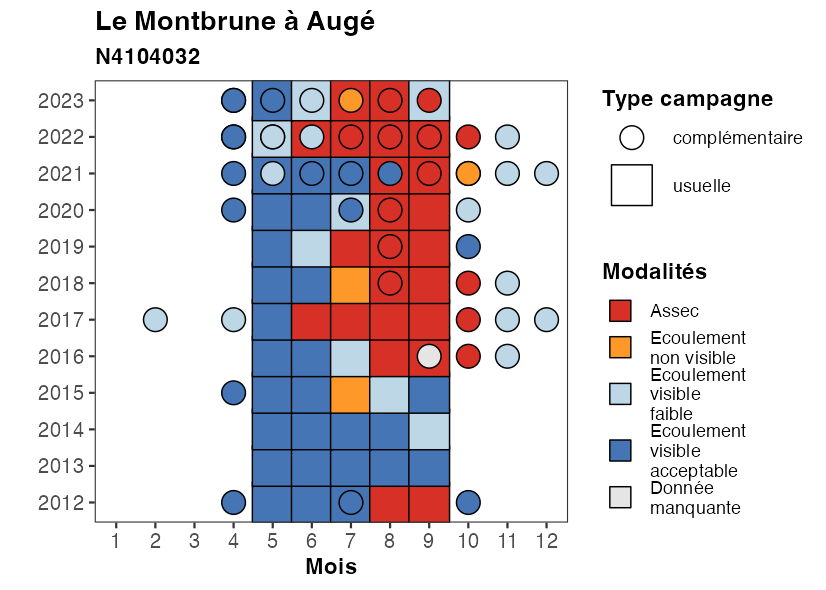 Le Montbrune à Augé
N4104032
2023
2022
2021
2020
2019
2018
2017
2016
2015
2014
2013
2012
1 2 3 4 5 6 7 8 9 10 11 12
Mois
Type campagne
complémentaire
usuelle
Modalités
Assec
Ecoulement
non visible
Ecoulement
visible
faible
Ecoulement
visible
acceptable
Donnée
manquante